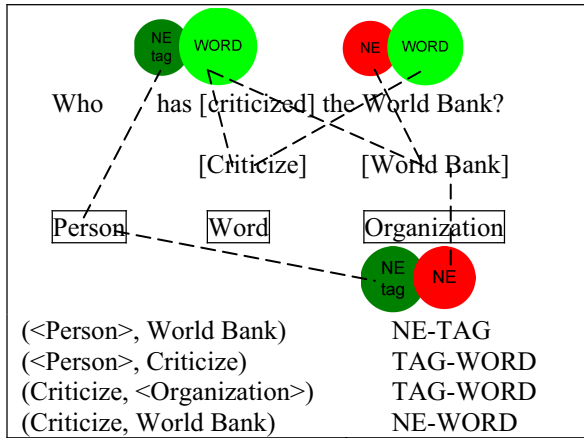 NE tag WORD NE WORD
Who has [criticized] the World Bank?
[Criticize] [World Bank]
Person Word Organization
NE tag NE
(<Person>, World Bank) NE-TAG
(<Person>, Criticize) TAG-WORD
(Criticize, <Organization>) TAG-WORD
(Criticize, World Bank) NE-WORD